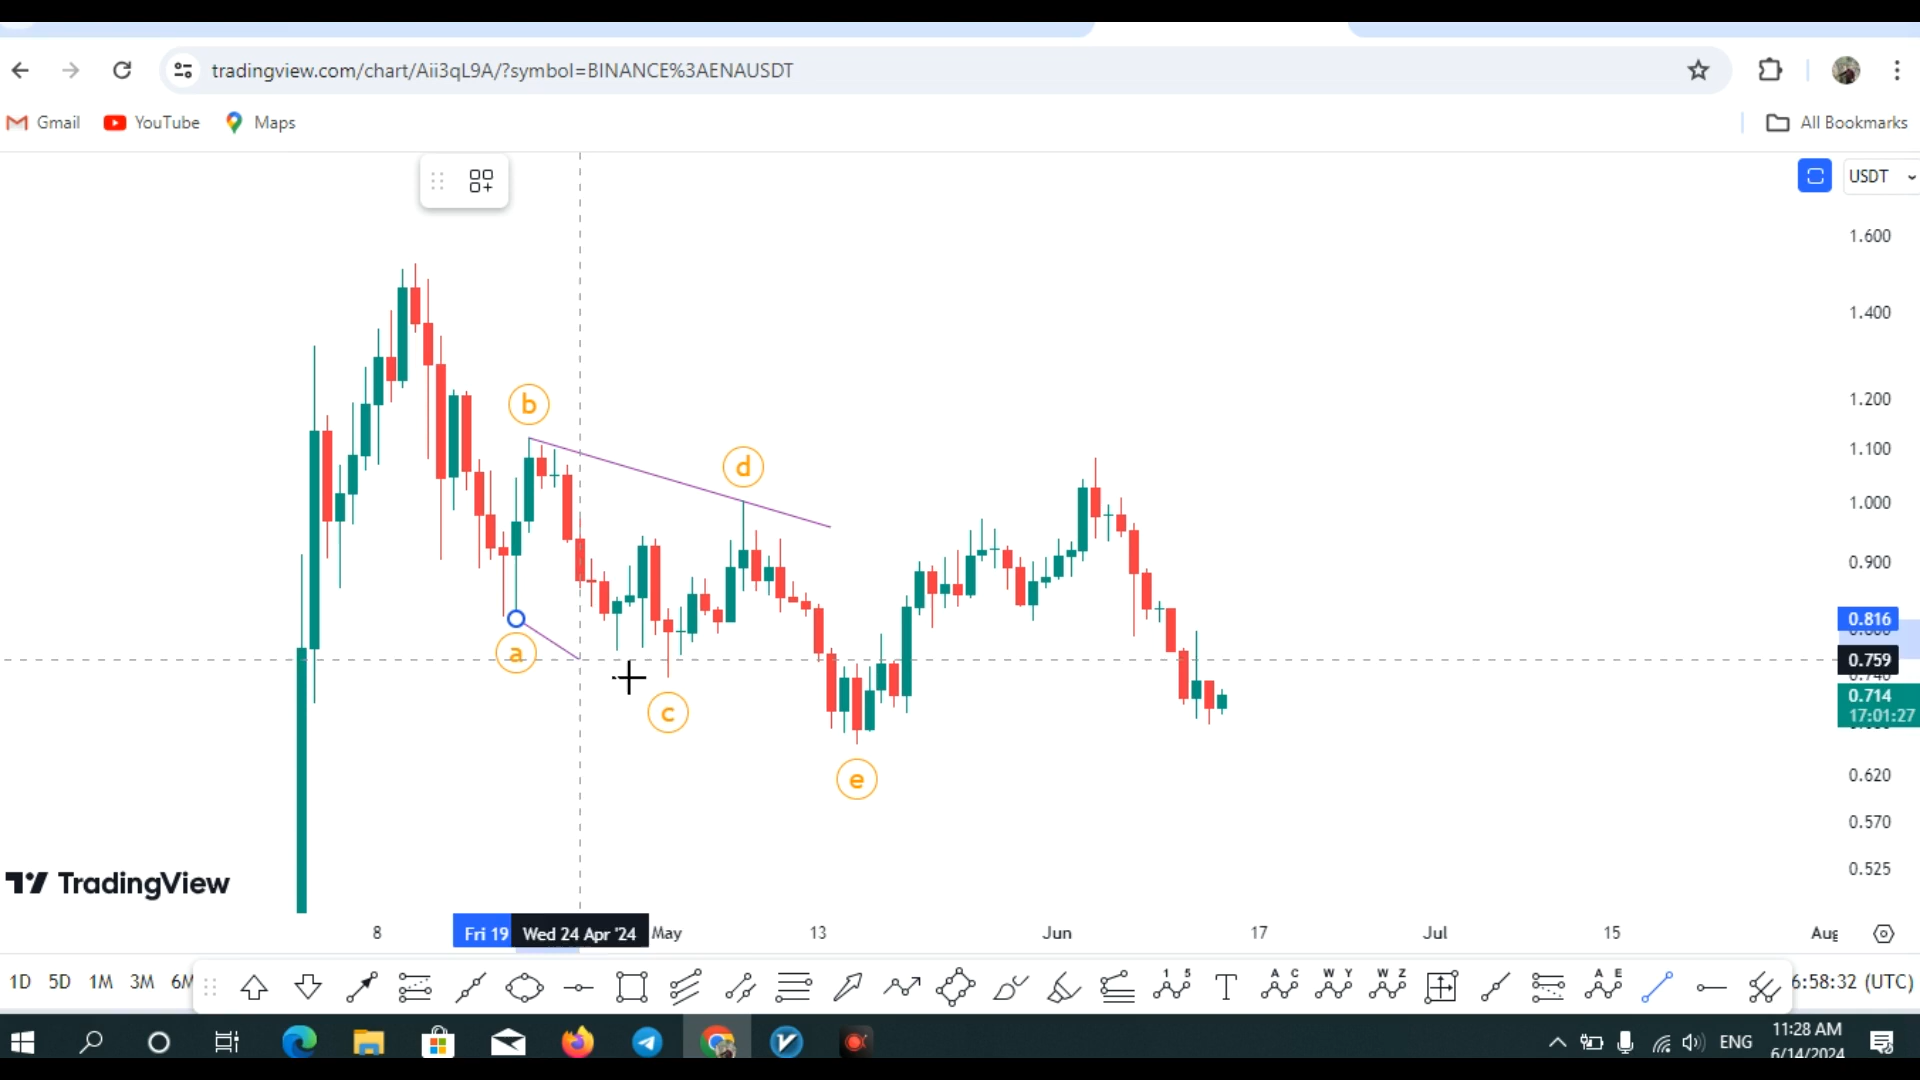 tradingview.com/chart/Aii3qL9A/?symbol=BINANCE%3AENAUSDT
Gmail YouTube Maps All Bookmarks
USDT
1.600
1.400
1.200
1.100
1.000
0.900
0.816
0.759
0.714
17:01:27
0.620
0.570
0.525
b
d
a
c
e
TradingView
8 Fri 19 Wed 24 Apr '24 May 13 Jun 17 Jul 15 Aug
1D 5D 1M 3M 6M 1 5 T A C W Y W Z A E 6:58:32 (UTC)
ENG 11:28 AM
6/14/2024